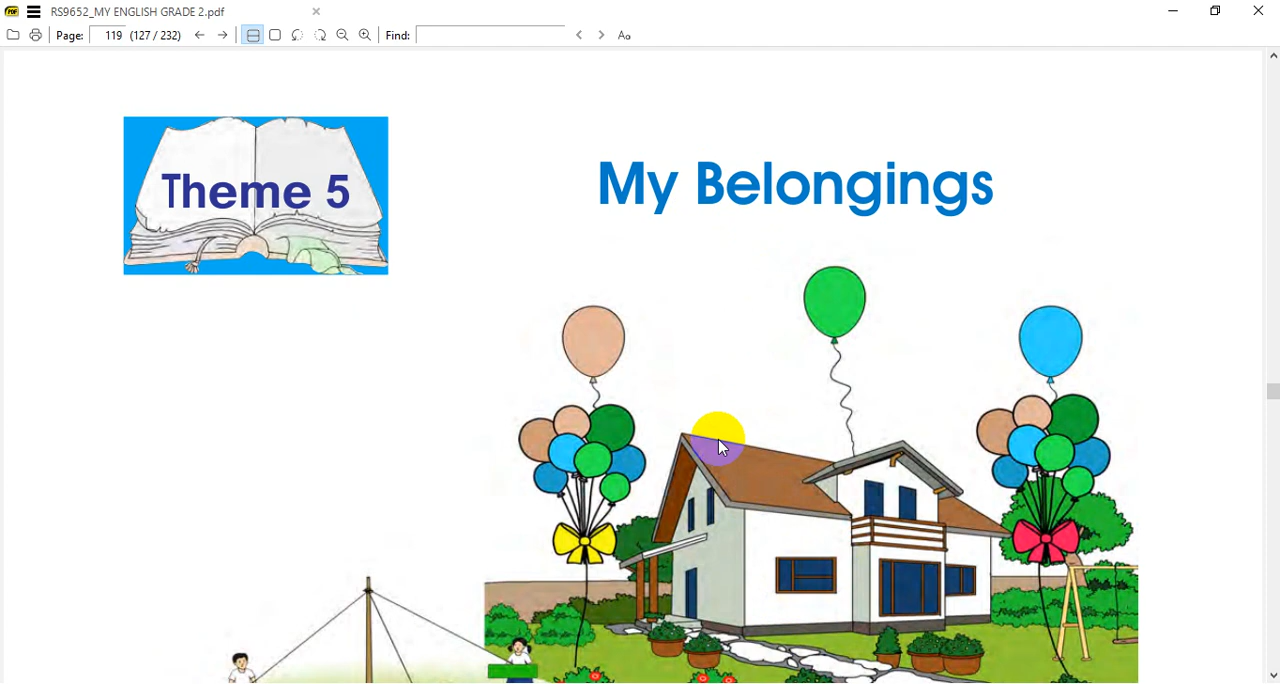 RS9652_MY ENGLISH GRADE 2.pdf
Page: 119 (127 / 232) Find:
Theme 5
My Belongings